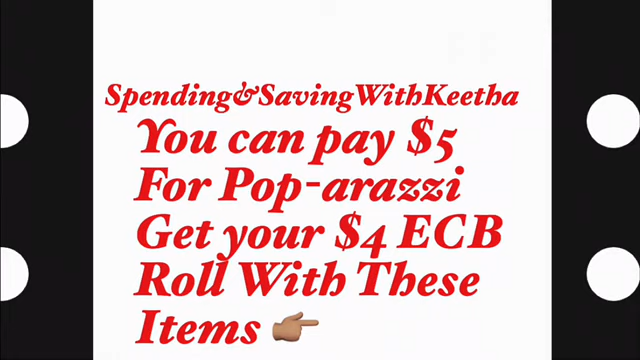 Spending&SavingWithKeetha
You can pay $5
For Pop-arazzi
Get your $4 ECB
Roll With These
Items 👉🏽